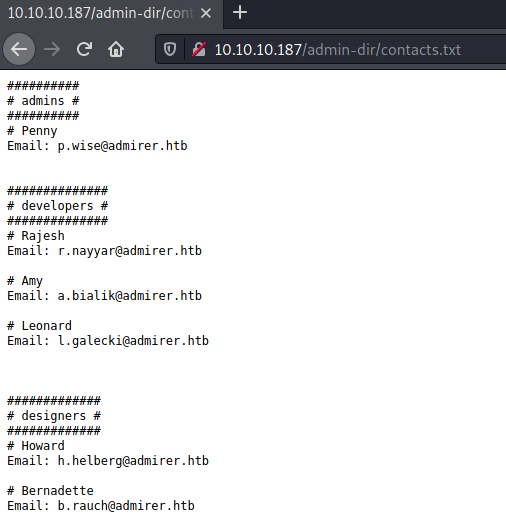 10.10.10.187/admin-dir/cont
10.10.10.187/admin-dir/contacts.txt
##########
# admins #
##########
# Penny
Email: p.wise@admirer.htb
##############
# developers #
##############
# Rajesh
Email: r.nayyar@admirer.htb
# Amy
Email: a.bialik@admirer.htb
# Leonard
Email: l.galecki@admirer.htb
#############
# designers #
#############
# Howard
Email: h.helberg@admirer.htb
# Bernadette
Email: b.rauch@admirer.htb